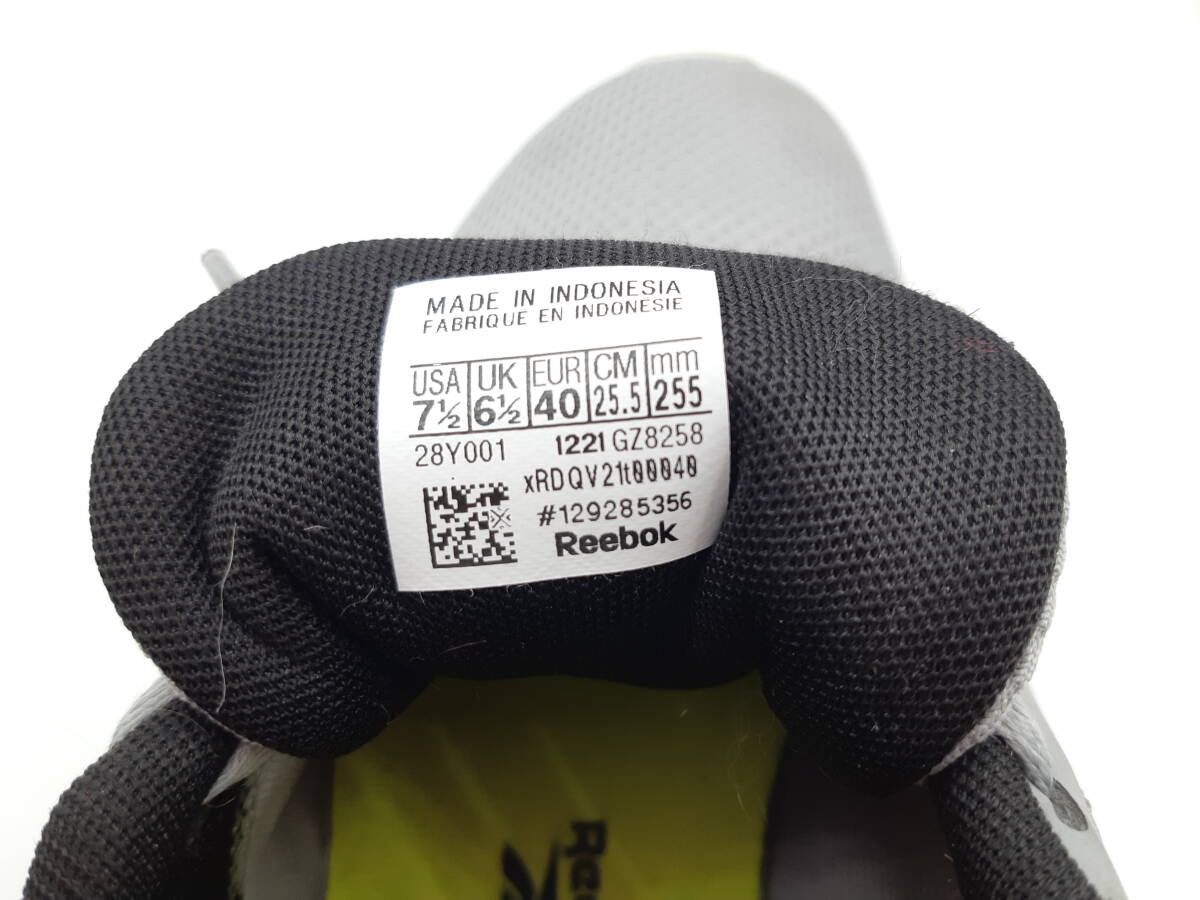 MADE IN INDONESIA
FABRIQUE EN INDONESIE
USA UK EUR CM mm
7½ 6½ 40 25.5 255
28Y001 1221 GZ8258
xRDQV21t00040
#129285356
Reebok